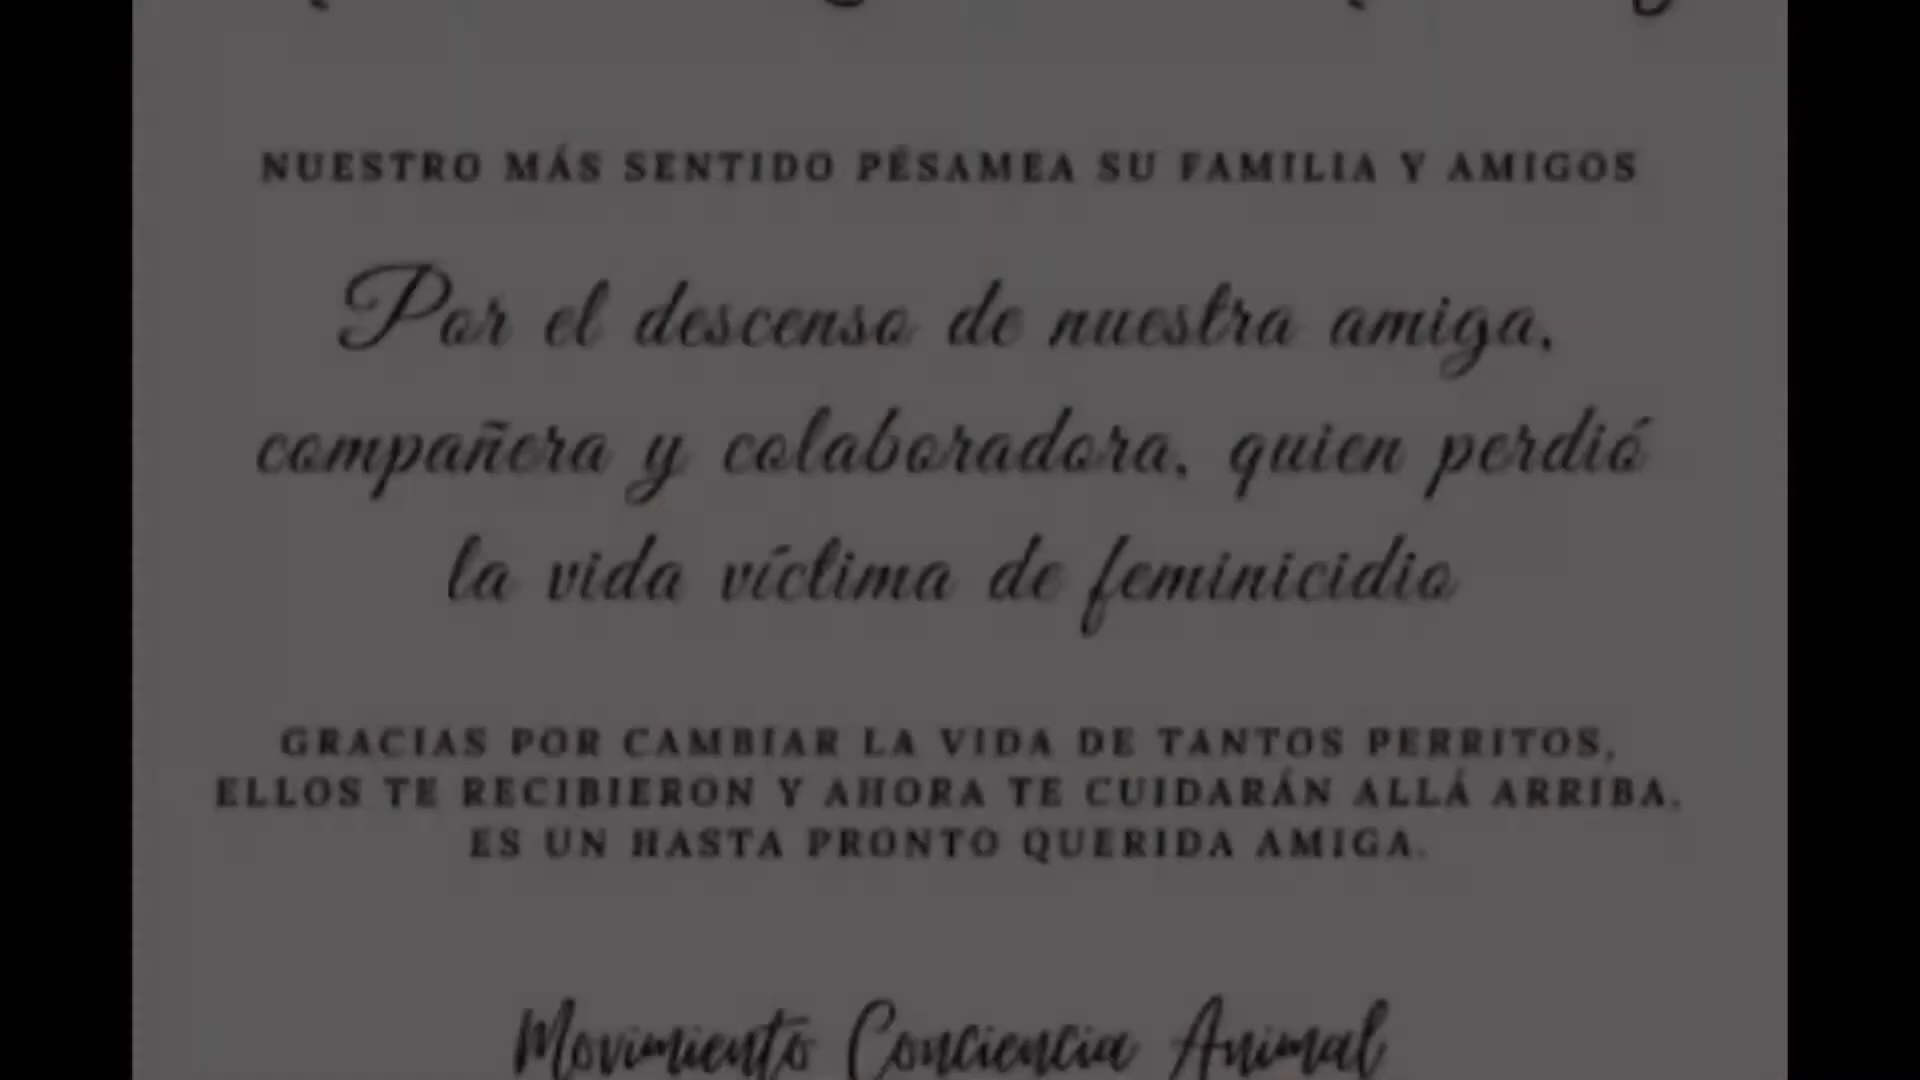 NUESTRO MÁS SENTIDO PÉSAMEA SU FAMILIA Y AMIGOS
Por el descenso de nuestra amiga,
compañera y colaboradora, quien perdió
la vida víctima de feminicidio
GRACIAS POR CAMBIAR LA VIDA DE TANTOS PERRITOS,
ELLOS TE RECIBIERON Y AHORA TE CUIDARÁN ALLÁ ARRIBA.
ES UN HASTA PRONTO QUERIDA AMIGA.
Movimiento Conciencia Animal